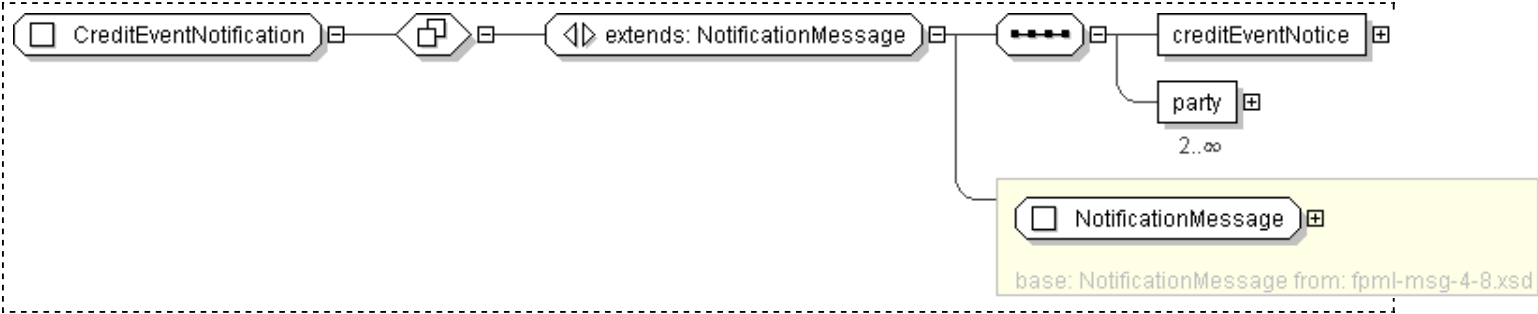 CreditEventNotification
extends: NotificationMessage
creditEventNotice
party
2..∞
NotificationMessage
base: NotificationMessage from: fpml-msg-4-8.xsd